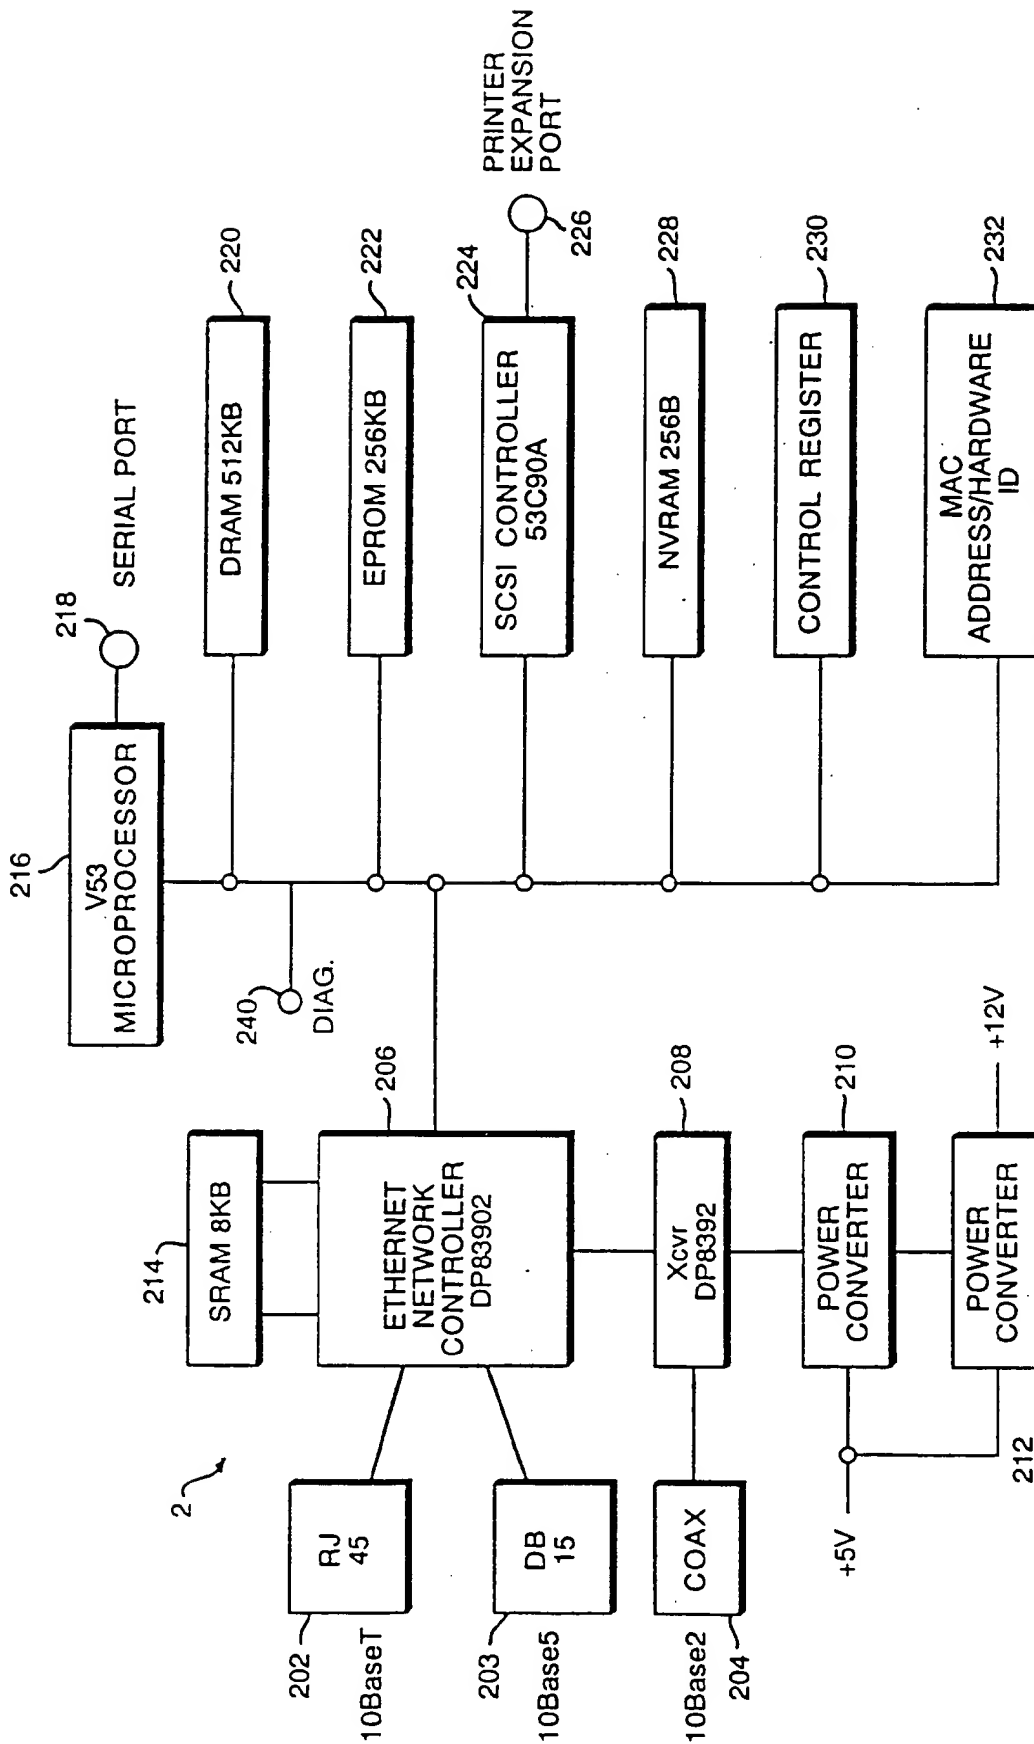 216
V53
MICROPROCESSOR
218
SERIAL PORT
2
214
SRAM 8KB
240
DIAG.
DRAM 512KB
220
202
RJ
45
10BaseT
206
ETHERNET
NETWORK
CONTROLLER
DP83902
EPROM 256KB
222
203
DB
15
10Base5
SCSI CONTROLLER
53C90A
224
PRINTER
EXPANSION
PORT
226
10Base2
204
COAX
Xcvr
DP8392
208
NVRAM 256B
228
+5V
POWER
CONVERTER
210
CONTROL REGISTER
230
212
POWER
CONVERTER
+12V
MAC
ADDRESS/HARDWARE
ID
232